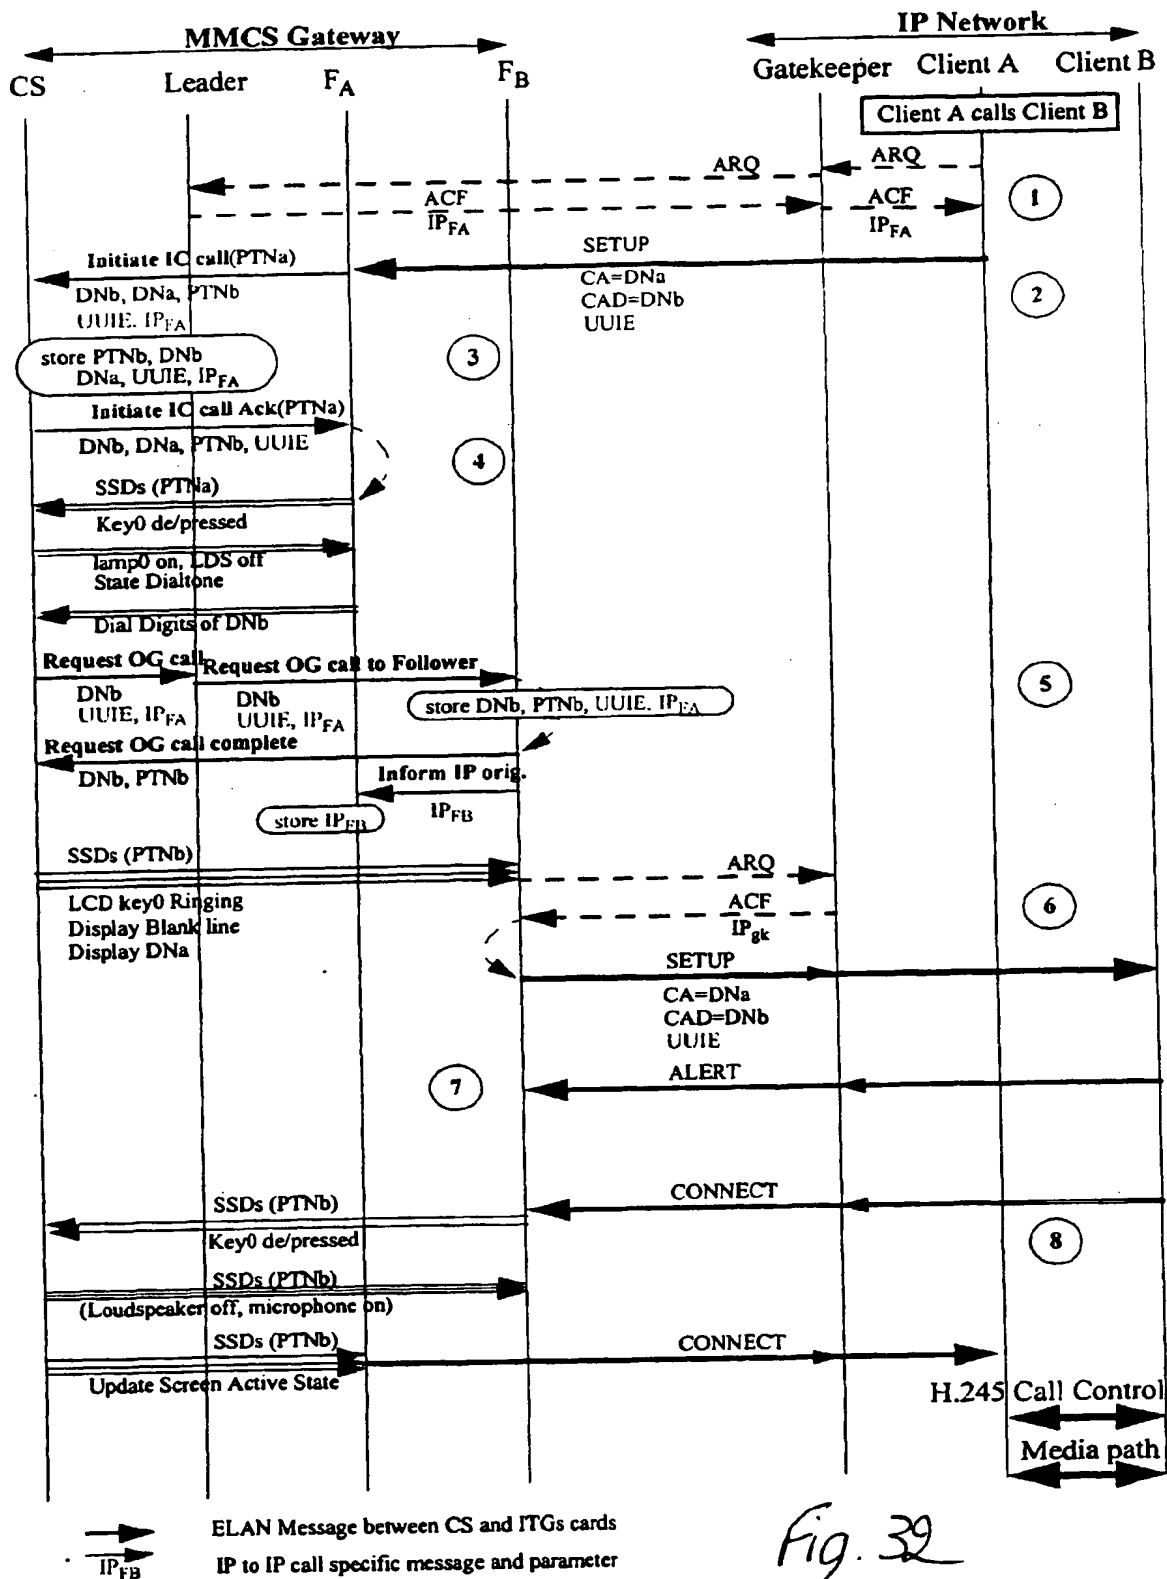 MMCS Gateway
IP Network
CS Leader FA FB Gatekeeper Client A Client B
Client A calls Client B
ARQ
ARQ
ACF
IPFA
ACF
IPFA
1
SETUP
Initiate IC call(PTNa)
DNb, DNa, PTNb
UUIE. IPFA
CA=DNa
CAD=DNb
UUIE
2
store PTNb, DNb
DNa, UUIE, IPFA
3
Initiate IC call Ack(PTNa)
DNb, DNa, PTNb, UUIE
4
SSDs (PTNa)
Key0 de/pressed
lamp0 on, LDS off
State Dialtone
Dial Digits of DNb
Request OG call
Request OG call to Follower
DNb
UUIE, IPFA
DNb
UUIE, IPFA
store DNb, PTNb, UUIE. IPFA
5
Request OG call complete
DNb, PTNb
Inform IP orig.
IPFB
store IPFB
SSDs (PTNb)
ARQ
LCD key0 Ringing
Display Blank line
Display DNa
ACF
IPgk
6
SETUP
CA=DNa
CAD=DNb
UUIE
ALERT
7
CONNECT
SSDs (PTNb)
Key0 de/pressed
8
SSDs (PTNb)
(Loudspeaker off, microphone on)
SSDs (PTNb)
CONNECT
Update Screen Active State
H.245 Call Control
Media path
ELAN Message between CS and ITGs cards
IPFB IP to IP call specific message and parameter
Fig. 32